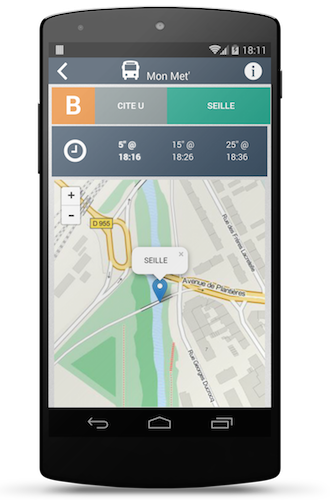 18:11
Mon Met'
i
B
CITE U
SEILLE
5" @
18:16
15" @
18:26
25" @
18:36
+
-
D 955
SEILLE
×
Avenue de Plantières
Rue des Frères Lacretelle
Rue Georges Ducrocq